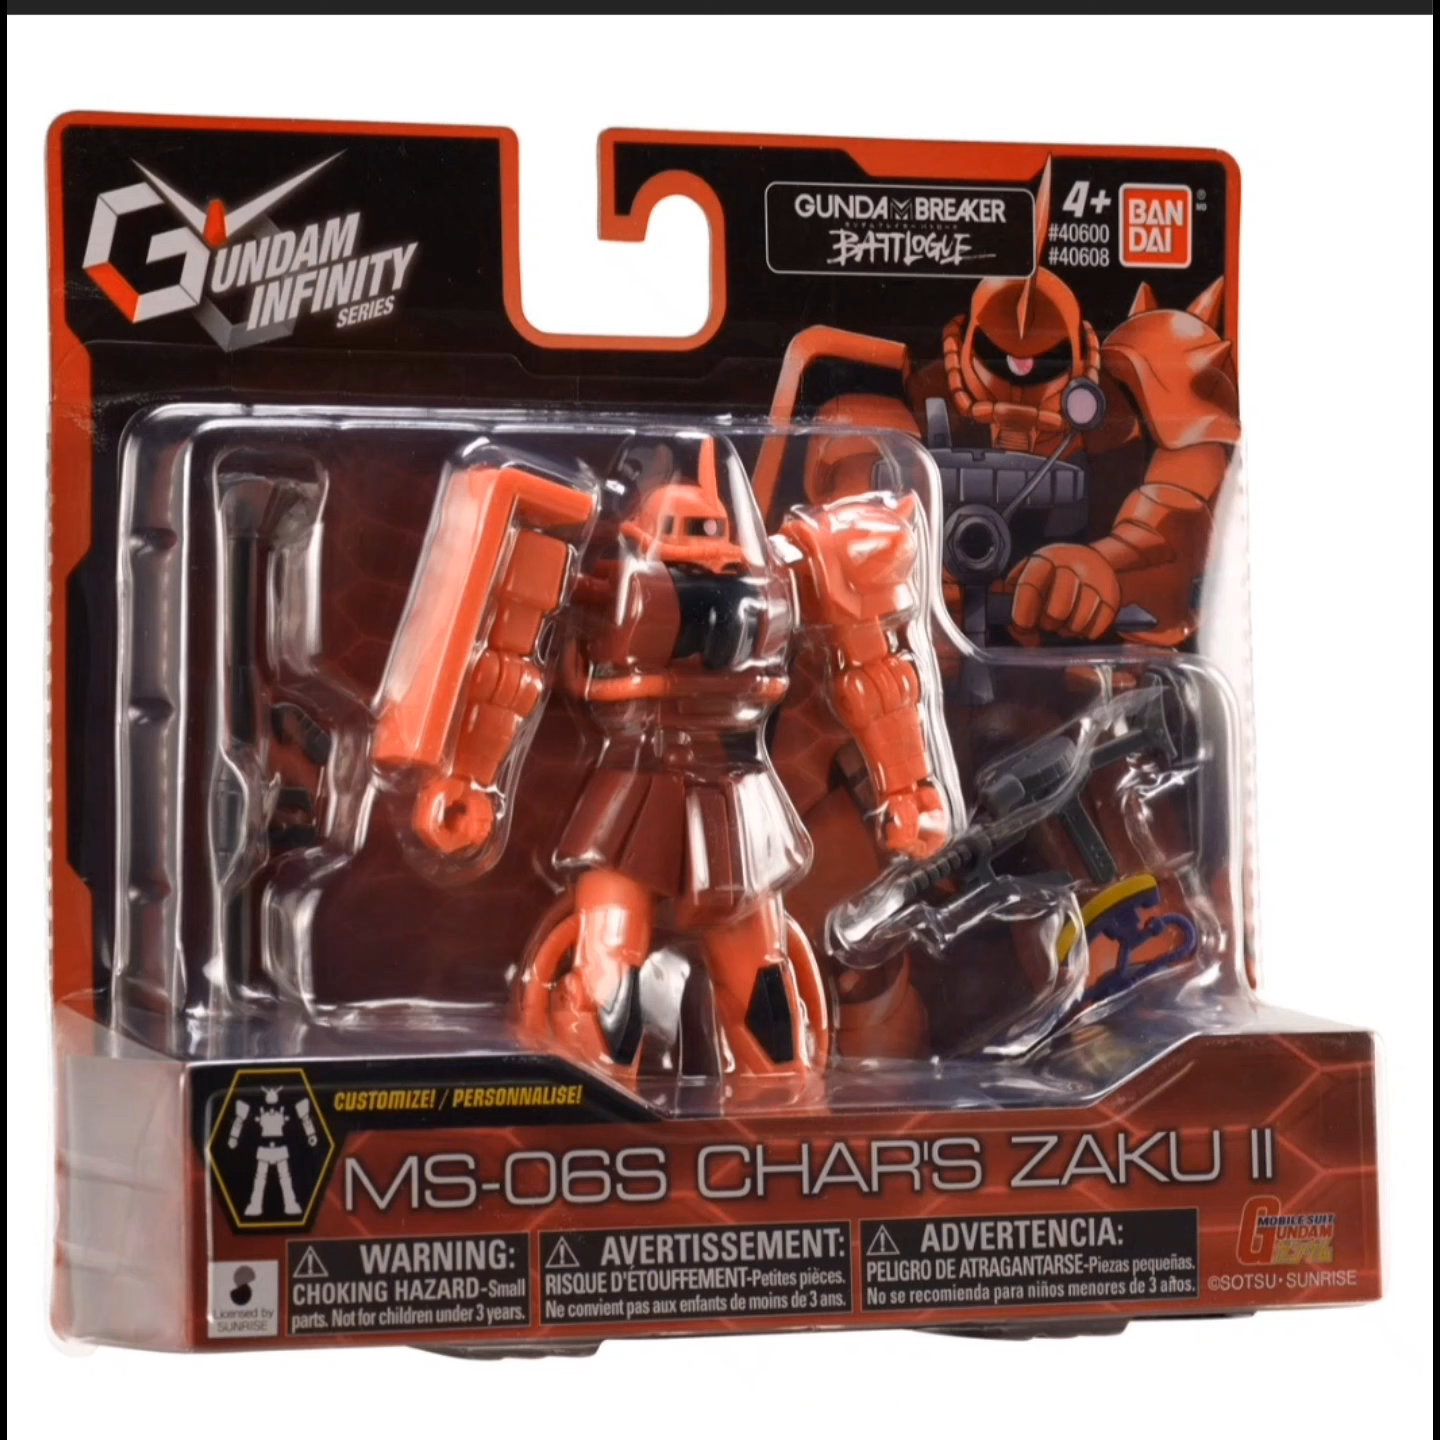 GUNDAM
INFINITY
SERIES
GUNDAM BREAKER
BATTLOGUE
4+
#40600
#40608
BAN
DAI
®
CUSTOMIZE! / PERSONNALISE!
MS-06S CHAR'S ZAKU II
WARNING:
CHOKING HAZARD-Small
parts. Not for children under 3 years.
AVERTISSEMENT:
RISQUE D'ÉTOUFFEMENT-Petites pièces.
Ne convient pas aux enfants de moins de 3 ans.
ADVERTENCIA:
PELIGRO DE ATRAGANTARSE-Piezas pequeñas.
No se recomienda para niños menores de 3 años.
MOBILE SUIT
GUNDAM
©SOTSU・SUNRISE
Licensed by
SUNRISE